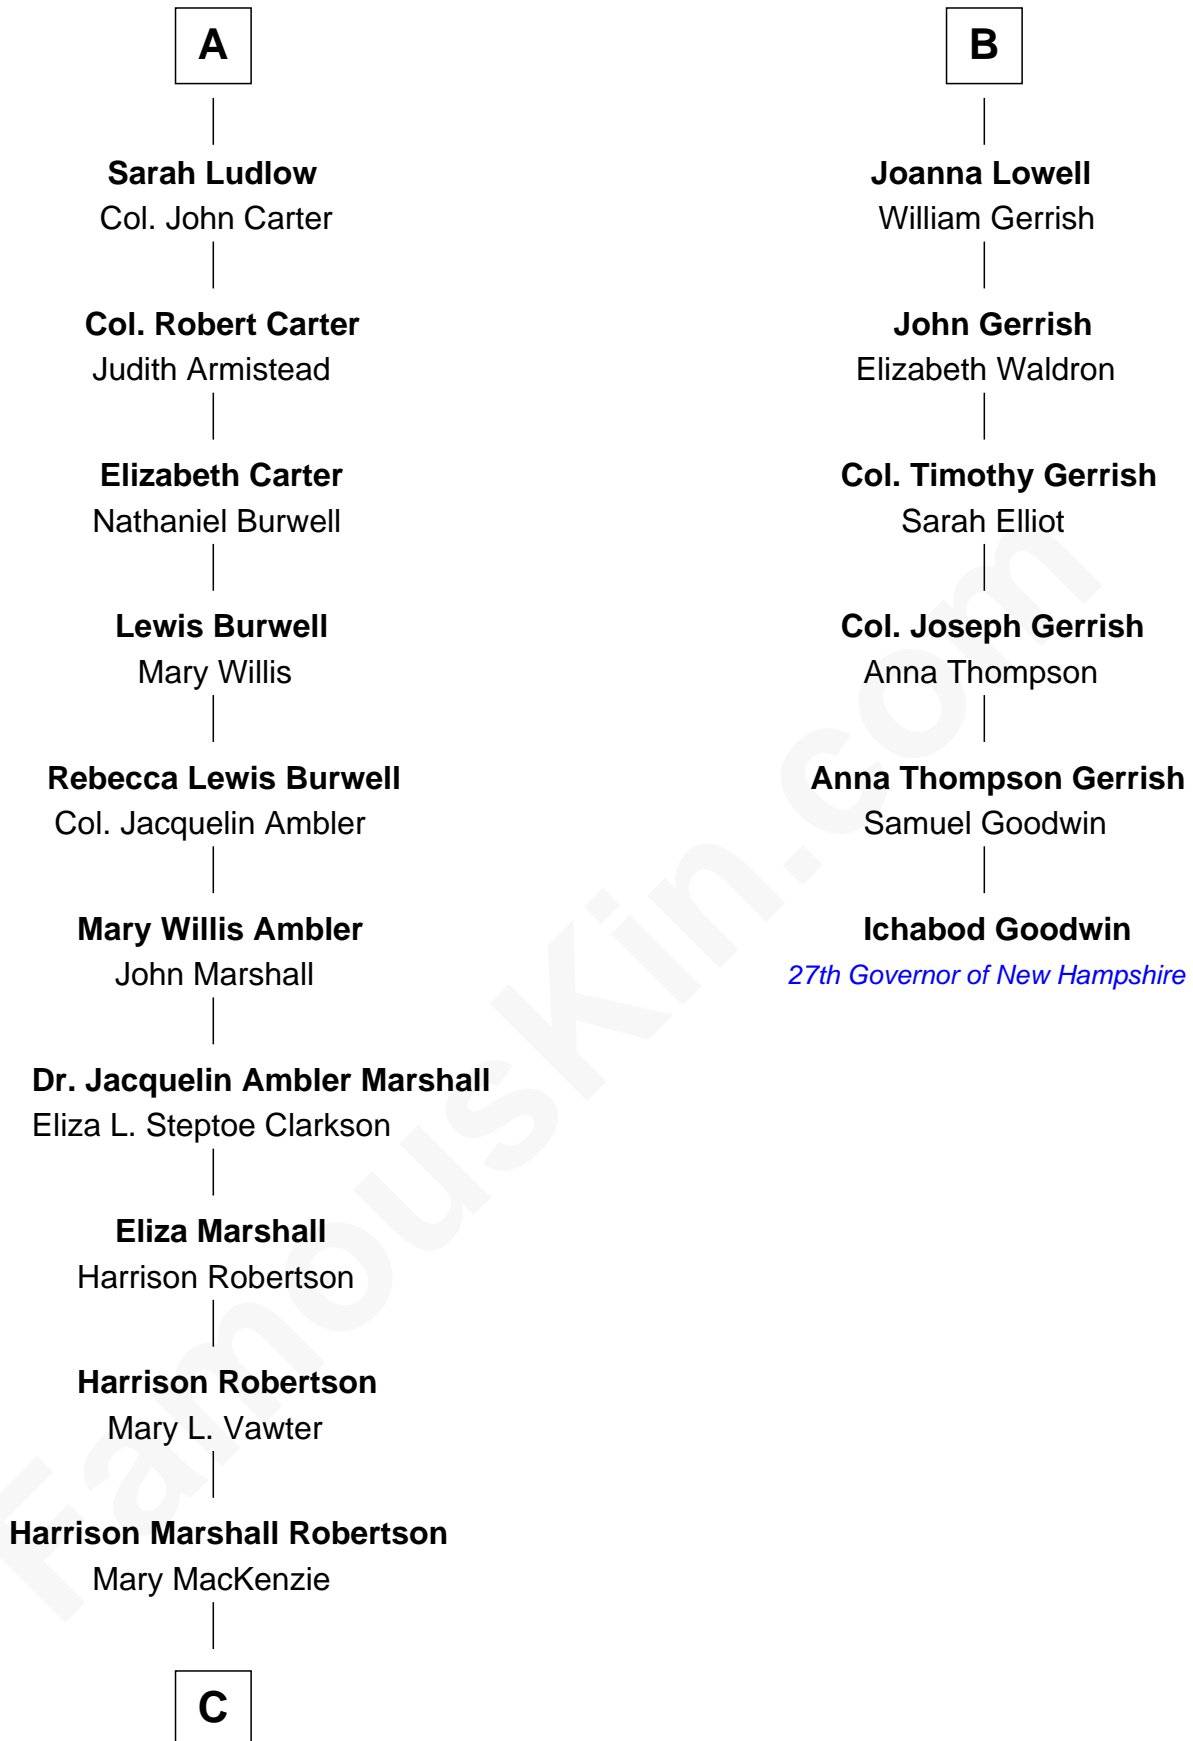 A
Sarah Ludlow
Col. John Carter
Col. Robert Carter
Judith Armistead
Elizabeth Carter
Nathaniel Burwell
Lewis Burwell
Mary Willis
Rebecca Lewis Burwell
Col. Jacquelin Ambler
Mary Willis Ambler
John Marshall
Dr. Jacquelin Ambler Marshall
Eliza L. Steptoe Clarkson
Eliza Marshall
Harrison Robertson
Harrison Robertson
Mary L. Vawter
Harrison Marshall Robertson
Mary MacKenzie
C
B
Joanna Lowell
William Gerrish
John Gerrish
Elizabeth Waldron
Col. Timothy Gerrish
Sarah Elliot
Col. Joseph Gerrish
Anna Thompson
Anna Thompson Gerrish
Samuel Goodwin
Ichabod Goodwin
27th Governor of New Hampshire
FamousKin.com